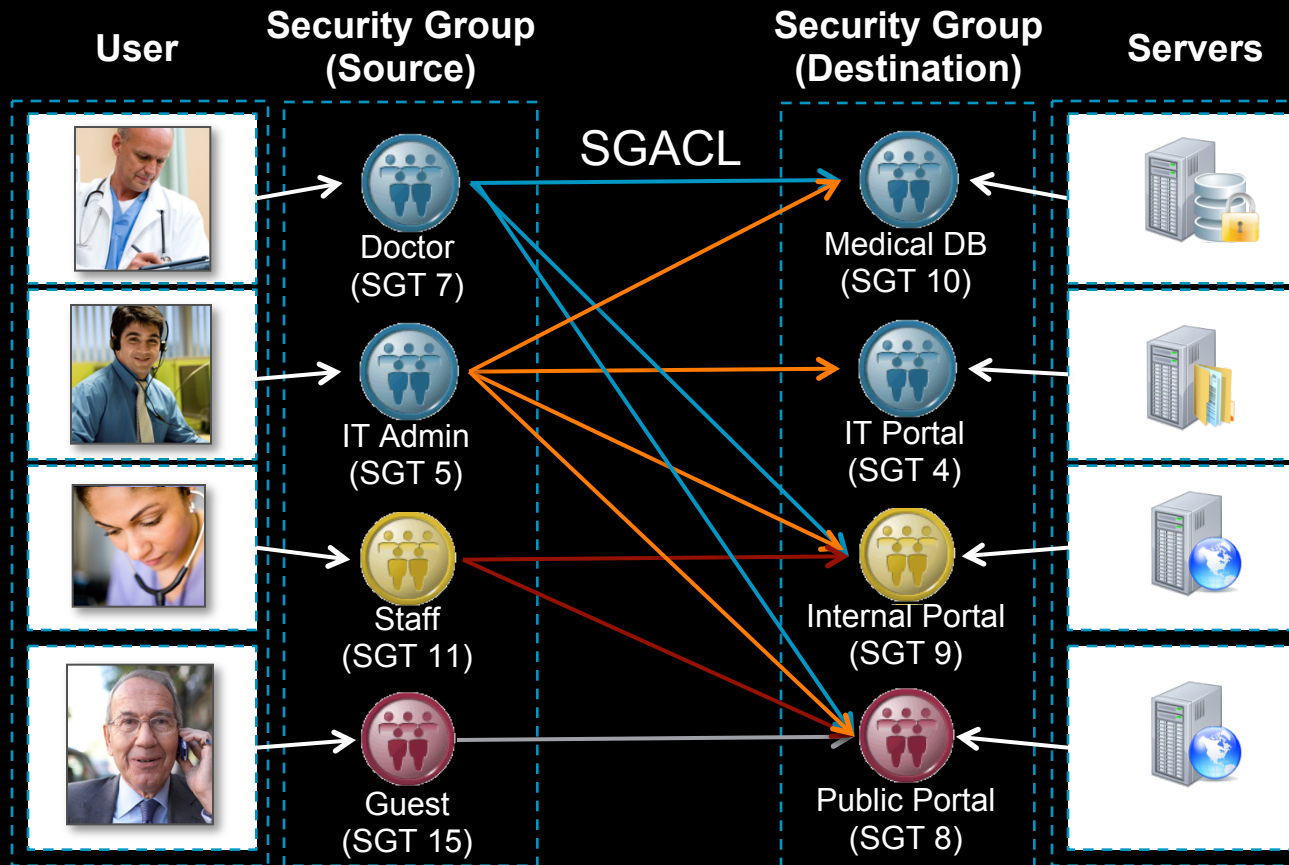 User
Security Group
(Source)
Security Group
(Destination)
Servers
SGACL
Doctor
(SGT 7)
Medical DB
(SGT 10)
IT Admin
(SGT 5)
IT Portal
(SGT 4)
Staff
(SGT 11)
Internal Portal
(SGT 9)
Guest
(SGT 15)
Public Portal
(SGT 8)